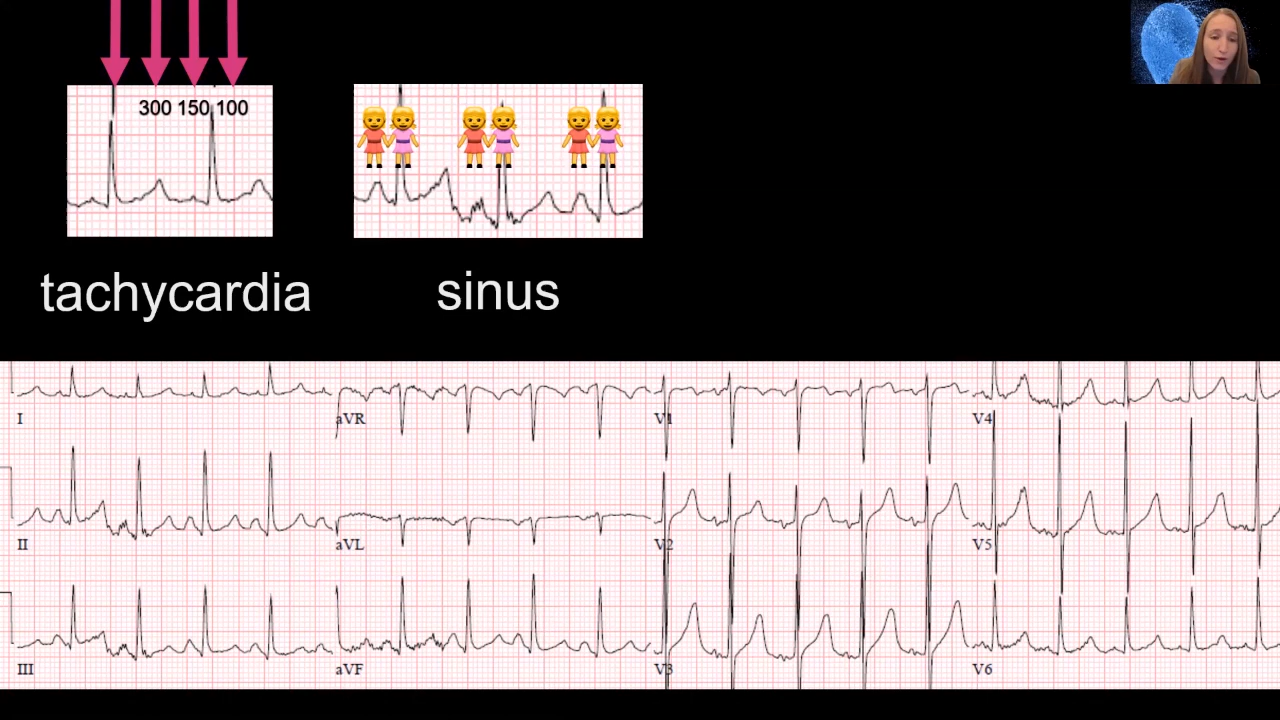 300 150 100
tachycardia
sinus
I
aVR
V1
V4
II
aVL
V2
V5
III
aVF
V3
V6